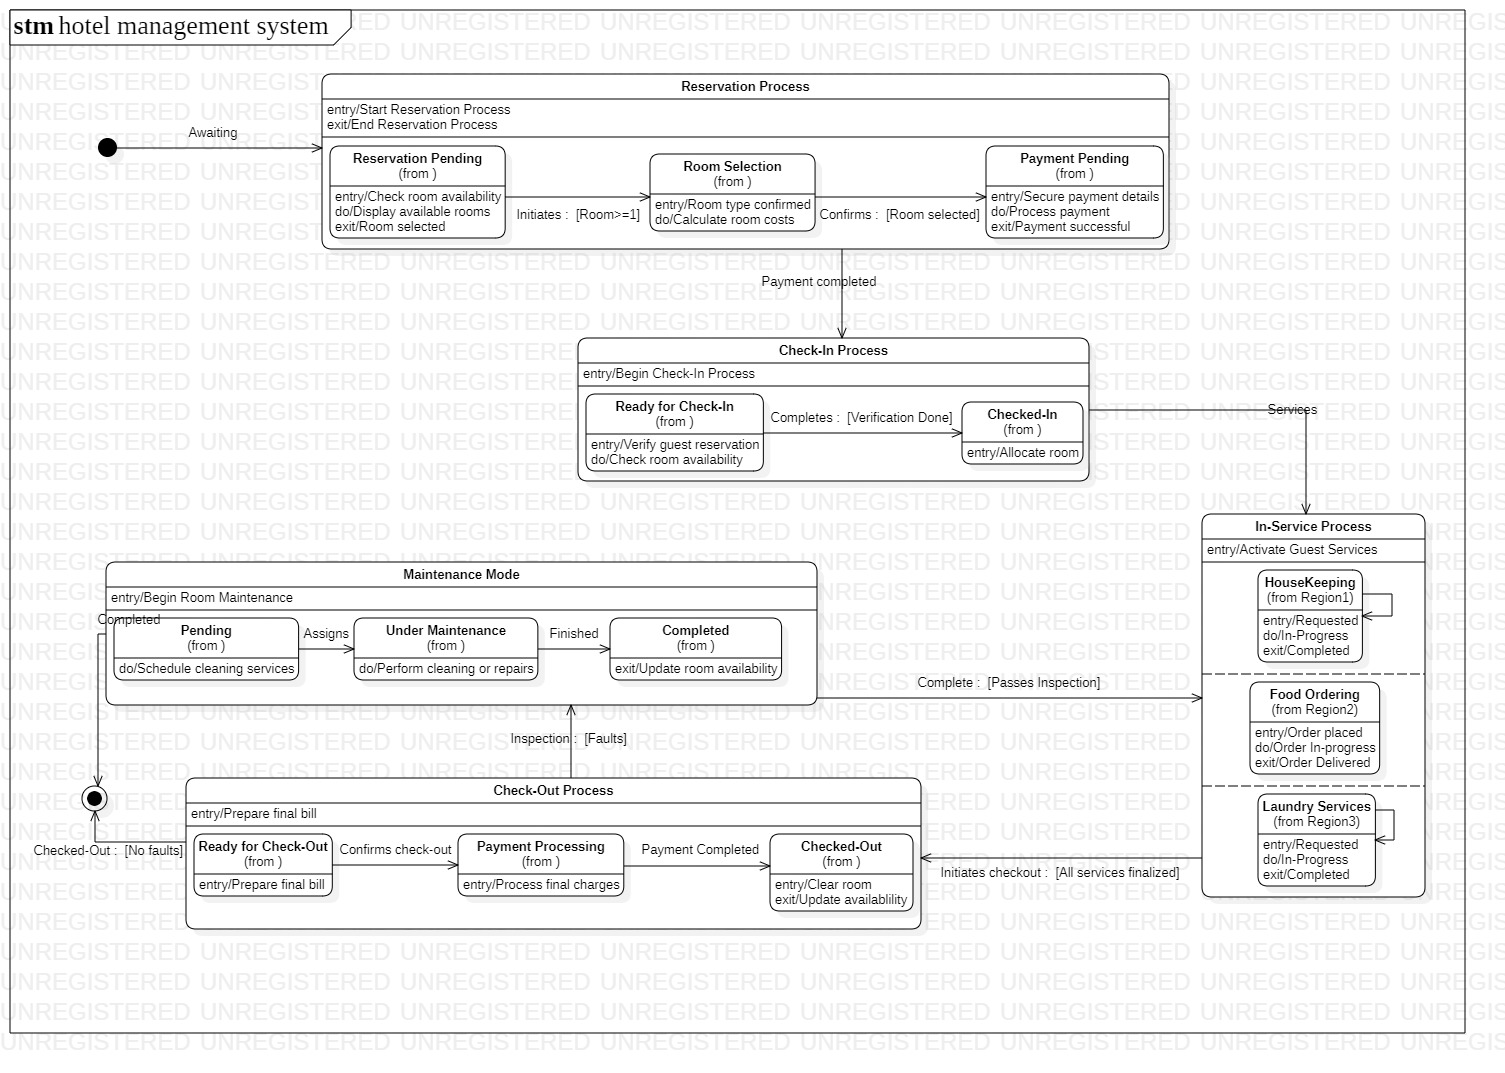 stm hotel management system
Reservation Process
entry/Start Reservation Process
exit/End Reservation Process
Awaiting
Reservation Pending
(from )
entry/Check room availability
do/Display available rooms
exit/Room selected
Initiates : [Room>=1]
Room Selection
(from )
entry/Room type confirmed
do/Calculate room costs
Confirms : [Room selected]
Payment Pending
(from )
entry/Secure payment details
do/Process payment
exit/Payment successful
Payment completed
Check-In Process
entry/Begin Check-In Process
Ready for Check-In
(from )
entry/Verify guest reservation
do/Check room availability
Completes : [Verification Done]
Checked-In
(from )
entry/Allocate room
Services
In-Service Process
entry/Activate Guest Services
HouseKeeping
(from Region1)
entry/Requested
do/In-Progress
exit/Completed
Food Ordering
(from Region2)
entry/Order placed
do/Order In-progress
exit/Order Delivered
Laundry Services
(from Region3)
entry/Requested
do/In-Progress
exit/Completed
Maintenance Mode
entry/Begin Room Maintenance
Completed
Pending
(from )
do/Schedule cleaning services
Assigns
Under Maintenance
(from )
do/Perform cleaning or repairs
Finished
Completed
(from )
exit/Update room availability
Complete : [Passes Inspection]
Inspection : [Faults]
Check-Out Process
entry/Prepare final bill
Checked-Out : [No faults]
Ready for Check-Out
(from )
entry/Prepare final bill
Confirms check-out
Payment Processing
(from )
entry/Process final charges
Payment Completed
Checked-Out
(from )
entry/Clear room
exit/Update availablility
Initiates checkout : [All services finalized]
UNREGISTERED